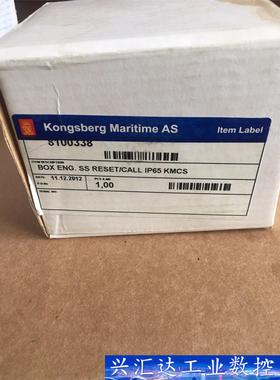 Kongsberg Maritime AS
Item Label
8100338
BOX ENG. SS RESET/CALL IP65 KMCS
DATE:
11.12.2012
1,00
兴汇达工业数控